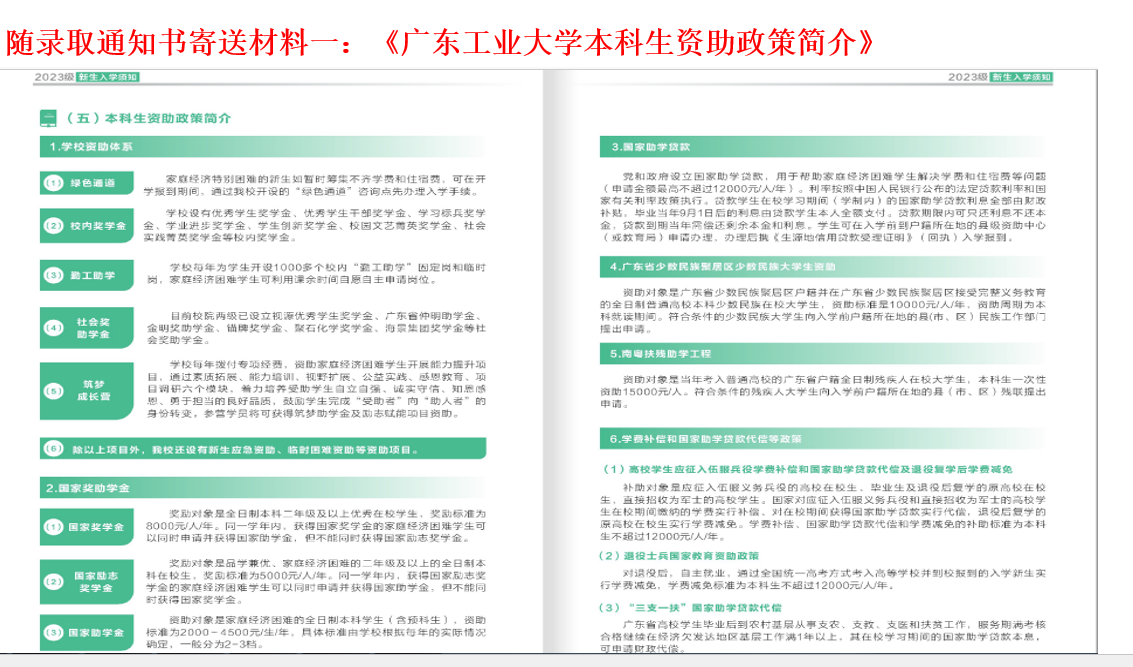 随录取通知书寄送材料一：《广东工业大学本科生资助政策简介》
2023级 新生入学须知
（五）本科生资助政策简介
1.学校资助体系
（1）绿色通道
家庭经济特别困难的新生如暂时筹集不齐学费和住宿费，可在开
学报到期间，通过我校开设的“绿色通道”咨询点先办理入学手续。
（2）校内奖学金
学校设有优秀学生奖学金、优秀学生干部奖学金、学习标兵奖学
金、学业进步奖学金、学生创新奖学金、校园文艺菁英奖学金、社会
实践菁英奖学金等校内奖学金。
（3）勤工助学
学校每年为学生开设1000多个校内“勤工助学”固定岗和临时
岗，家庭经济困难学生可利用课余时间自愿自主申请岗位。
（4）社会奖
助学金
目前校院两级已设立视源优秀学生奖学金、广东省仲明助学金、
金明奖助学金、锚牌奖学金、聚石化学奖学金、海景集团奖学金等社
会奖助学金。
（5）筑梦
成长营
学校每年拨付专项经费，资助家庭经济困难学生开展能力提升项
目，通过素质拓展、能力培训、视野扩展、公益实践、感恩教育、项
目调研六个模块，着力培养受助学生自立自强、诚实守信、知恩感
恩、勇于担当的良好品质，鼓励学生完成“受助者”向“助人者”的
身份转变。参营学员将可获得筑梦助学金及励志赋能项目资助。
（6）除以上项目外，我校还设有新生应急资助、临时困难资助等资助项目。
2.国家奖助学金
（1）国家奖学金
奖励对象是全日制本科二年级及以上优秀在校学生，奖励标准为
8000元/人/年。同一学年内，获得国家奖学金的家庭经济困难学生可
以同时申请并获得国家助学金，但不能同时获得国家励志奖学金。
（2）国家励志
奖学金
奖励对象是品学兼优、家庭经济困难的二年级及以上的全日制本
科在校生，奖励标准为5000元/人/年。同一学年内，获得国家励志奖
学金的家庭经济困难学生可以同时申请并获得国家助学金，但不能同
时获得国家奖学金。
（3）国家助学金
资助对象是家庭经济困难的全日制本科学生（含预科生），资助
标准为2000-4500元/生/年，具体标准由学校根据每年的实际情况
确定，一般分为2-3档。
2023级 新生入学须知
3.国家助学贷款
党和政府设立国家助学贷款，用于帮助家庭经济困难学生解决学费和住宿费等问题
（申请金额最高不超过12000元/人/年）。利率按照中国人民银行公布的法定贷款利率和国
家有关利率政策执行。贷款学生在校学习期间（学制内）的国家助学贷款利息全部由财政
补贴，毕业当年9月1日后的利息由贷款学生本人全额支付。贷款期限内可只还利息不还本
金，贷款到期当年需偿还剩余本金和利息。学生可在入学前到户籍所在地的县级资助中心
（或教育局）申请办理，办理后携《生源地信用贷款受理证明》（回执）入学报到。
4.广东省少数民族聚居区少数民族大学生资助
资助对象是广东省少数民族聚居区户籍并在广东省少数民族聚居区接受完整义务教育
的全日制普通高校本科少数民族在校大学生，资助标准是10000元/人/年，资助周期为本
科就读期间。符合条件的少数民族大学生向入学前户籍所在地的县(市、区）民族工作部门
提出申请。
5.南粤扶残助学工程
资助对象是当年考入普通高校的广东省户籍全日制残疾人在校大学生，本科生一次性
资助15000元/人。符合条件的残疾人大学生向入学前户籍所在地的县（市、区）残联提出
申请。
6.学费补偿和国家助学贷款代偿等政策
（1）高校学生应征入伍服兵役学费补偿和国家助学贷款代偿及退役复学后学费减免
补助对象是应征入伍服义务兵役的高校在校生、毕业生及退役后复学的原高校在校
生，直接招收为军士的高校学生。国家对应征入伍服义务兵役和直接招收为军士的高校学
生在校期间缴纳的学费实行补偿、对在校期间获得国家助学贷款实行代偿，退役后复学的
原高校在校生实行学费减免。学费补偿、国家助学贷款代偿和学费减免的补助标准为本科
生不超过12000元/人/年。
（2）退役士兵国家教育资助政策
对退役后，自主就业，通过全国统一高考方式考入高等学校并到校报到的入学新生实
行学费减免，学费减免标准为本科生不超过12000元/人/年。
（3）“三支一扶”国家助学贷款代偿
广东省高校学生毕业后到农村基层从事支农、支教、支医和扶贫工作，服务期满考核
合格继续在经济欠发达地区基层工作满1年以上，其在校学习期间的国家助学贷款本息，
可申请财政代偿。